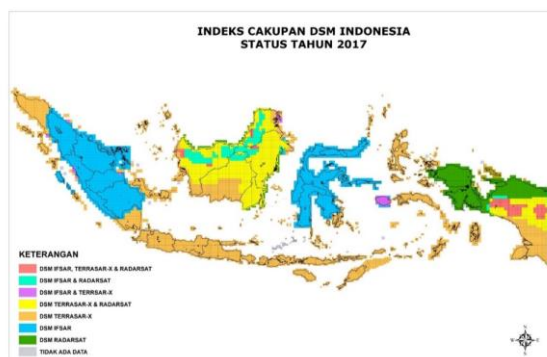 INDEKS CAKUPAN DSM INDONESIA
STATUS TAHUN 2017
KETERANGAN
DSM IFSAR, TERRASAR-X & RADARSAT
DSM IFSAR & RADARSAT
DSM IFSAR & TERRSAR-X
DSM TERRASAR-X & RADARSAT
DSM TERRASAR-X
DSM IFSAR
DSM RADARSAT
TIDAK ADA DATA